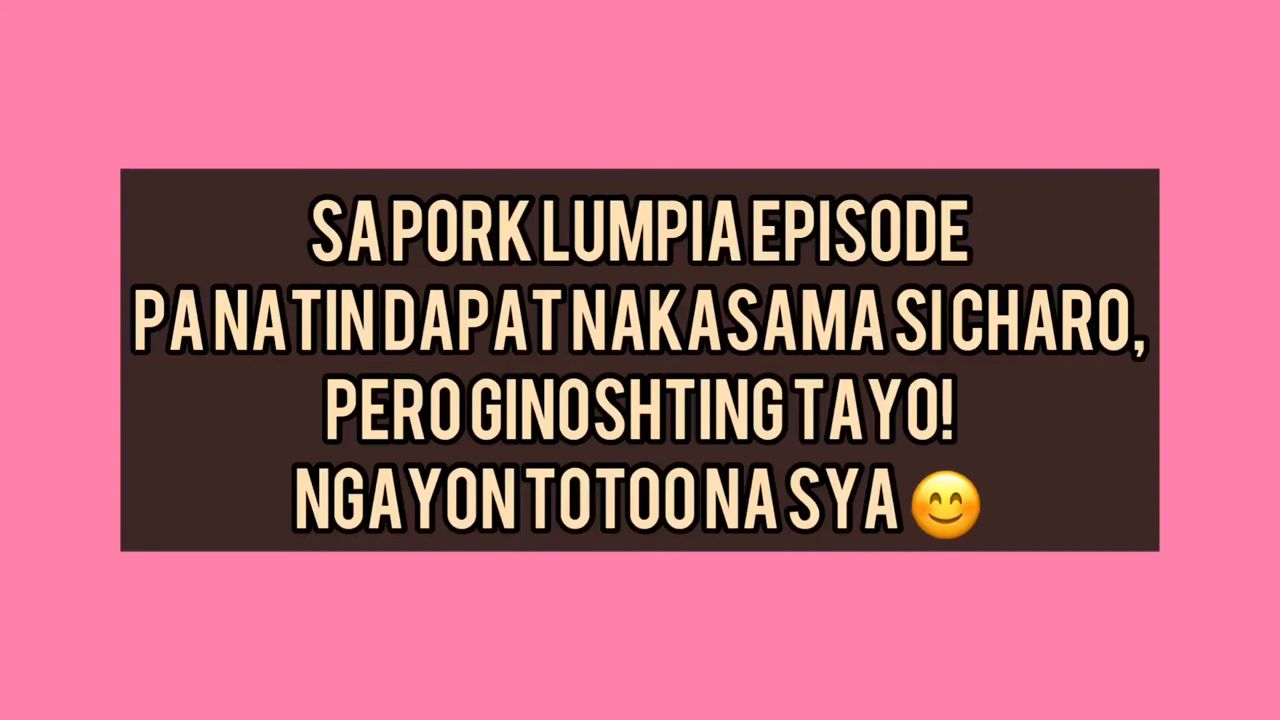 SA PORK LUMPIA EPISODE
PA NATIN DAPAT NAKASAMA SI CHARO,
PERO GINOSHTING TAYO!
NGAYON TOTOO NA SYA 😊